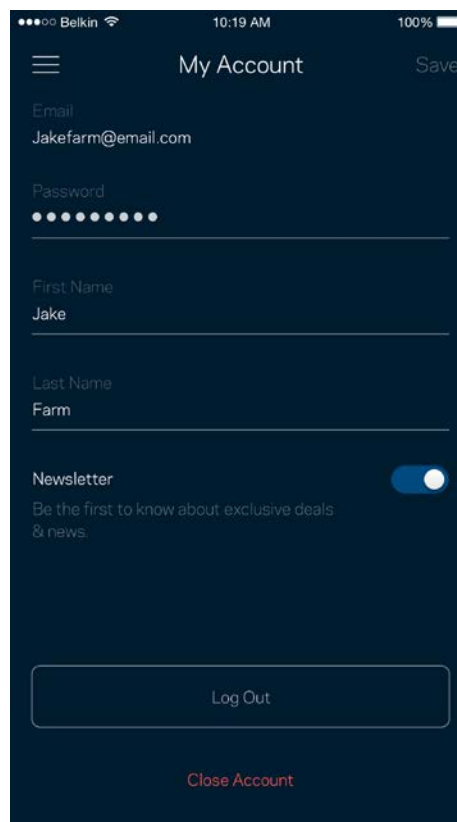 Belkin 10:19 AM 100%
My Account Save
Email
Jakefarm@email.com
Password
First Name
Jake
Last Name
Farm
Newsletter
Be the first to know about exclusive deals
& news.
Log Out
Close Account